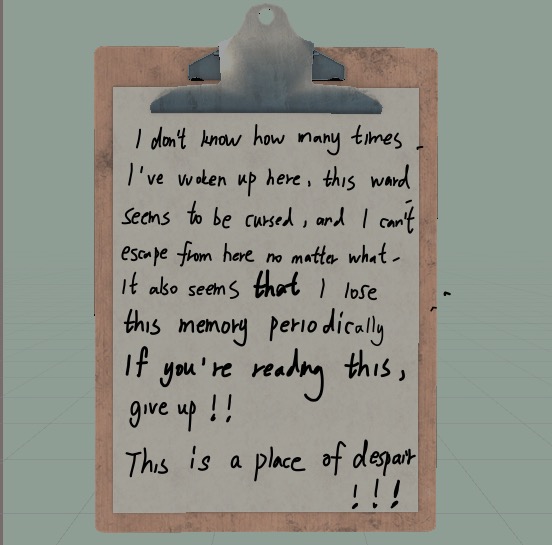 I don't know how many times
I've woken up here, this ward
seems to be cursed, and I can't
escape from here no matter what-
It also seems that I lose
this memory periodically
If you're reading this,
give up !!
This is a place of despair
!!!